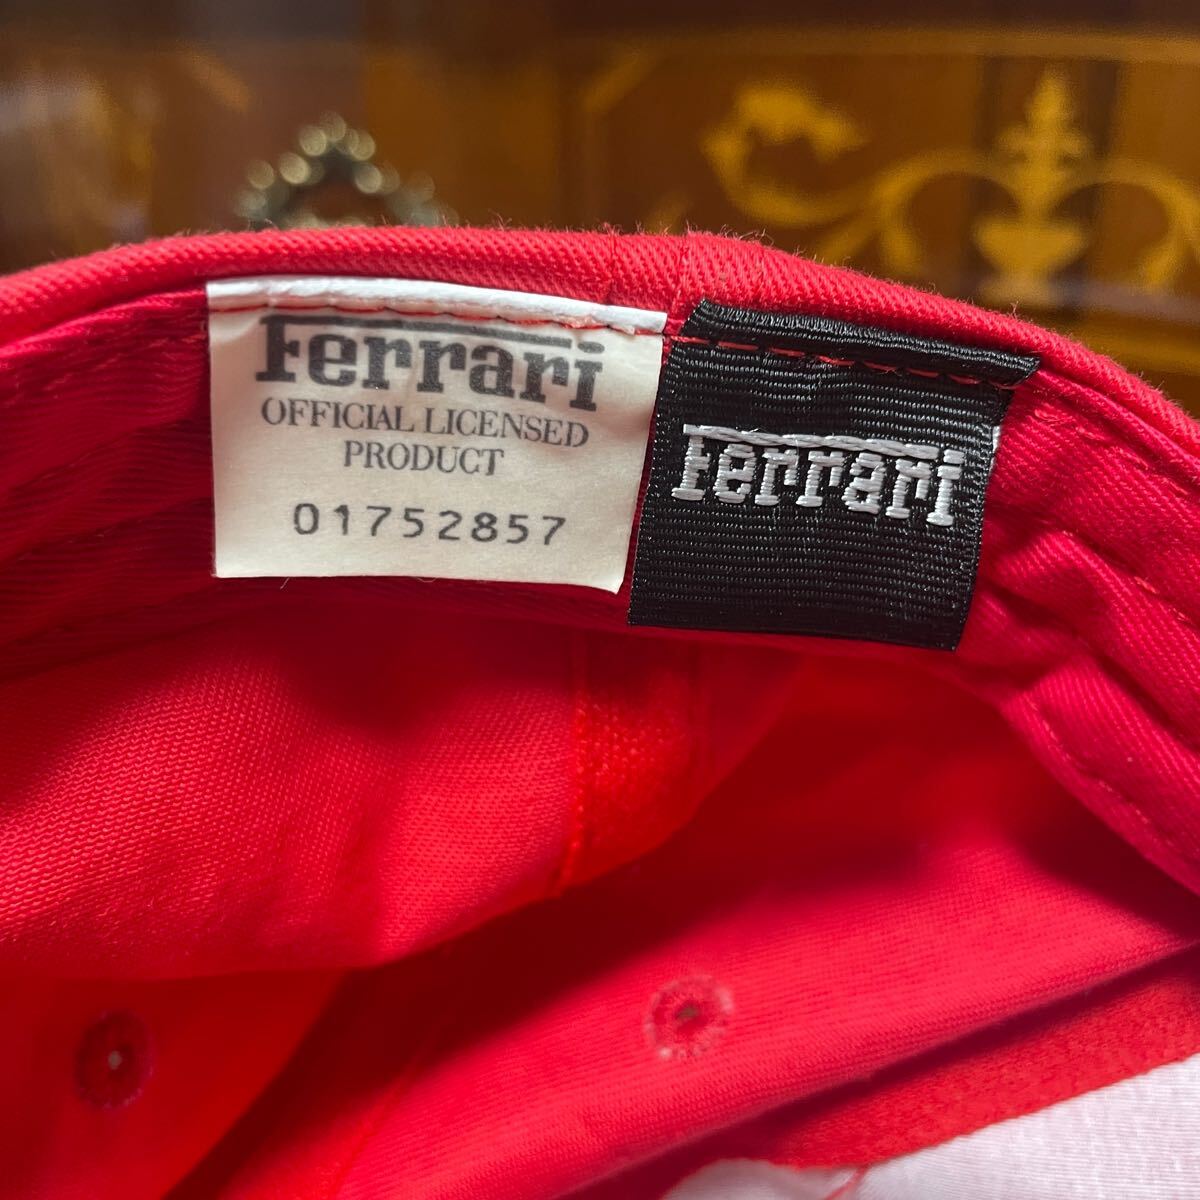 Ferrari
OFFICIAL LICENSED
PRODUCT
01752857
Ferrari